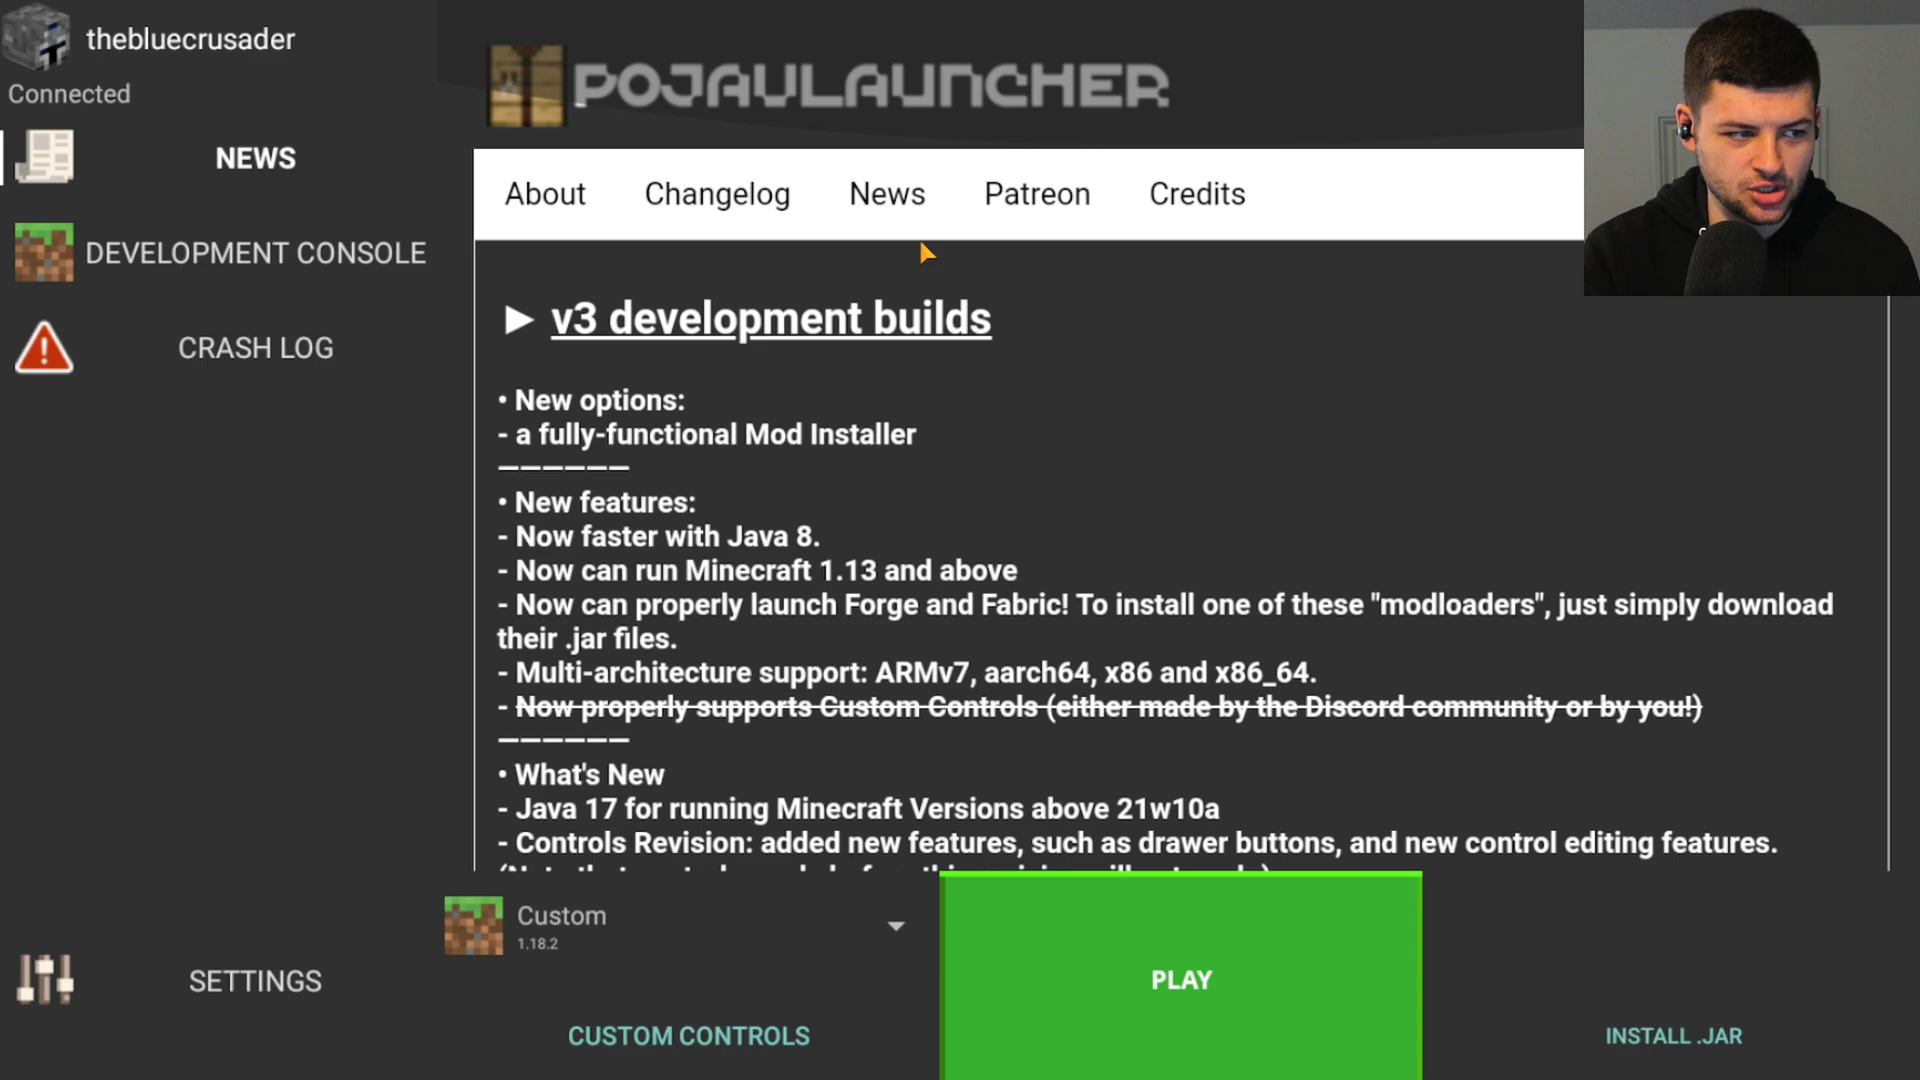 thebluecrusader
Connected
NEWS
DEVELOPMENT CONSOLE
CRASH LOG
SETTINGS
POJAVLAUNCHER
About Changelog News Patreon Credits
► v3 development builds
• New options:
- a fully-functional Mod Installer
——————
• New features:
- Now faster with Java 8.
- Now can run Minecraft 1.13 and above
- Now can properly launch Forge and Fabric! To install one of these "modloaders", just simply download
their .jar files.
- Multi-architecture support: ARMv7, aarch64, x86 and x86_64.
- Now properly supports Custom Controls (either made by the Discord community or by you!)
——————
• What's New
- Java 17 for running Minecraft Versions above 21w10a
- Controls Revision: added new features, such as drawer buttons, and new control editing features.
Custom
1.18.2
CUSTOM CONTROLS
PLAY
INSTALL .JAR